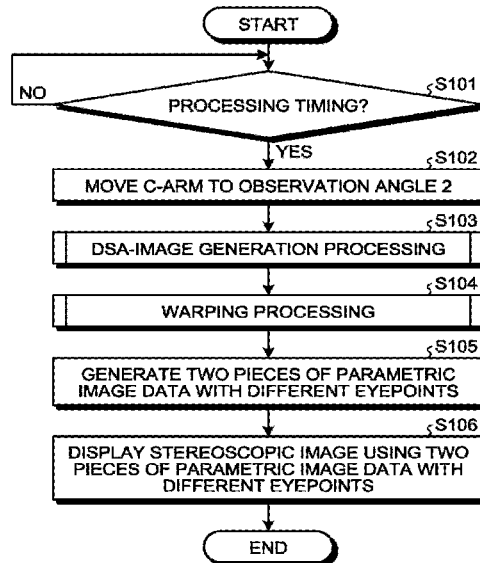 START
S101
PROCESSING TIMING?
NO
YES
S102
MOVE C-ARM TO OBSERVATION ANGLE 2
S103
DSA-IMAGE GENERATION PROCESSING
S104
WARPING PROCESSING
S105
GENERATE TWO PIECES OF PARAMETRIC
IMAGE DATA WITH DIFFERENT EYEPOINTS
S106
DISPLAY STEREOSCOPIC IMAGE USING TWO
PIECES OF PARAMETRIC IMAGE DATA WITH
DIFFERENT EYEPOINTS
END